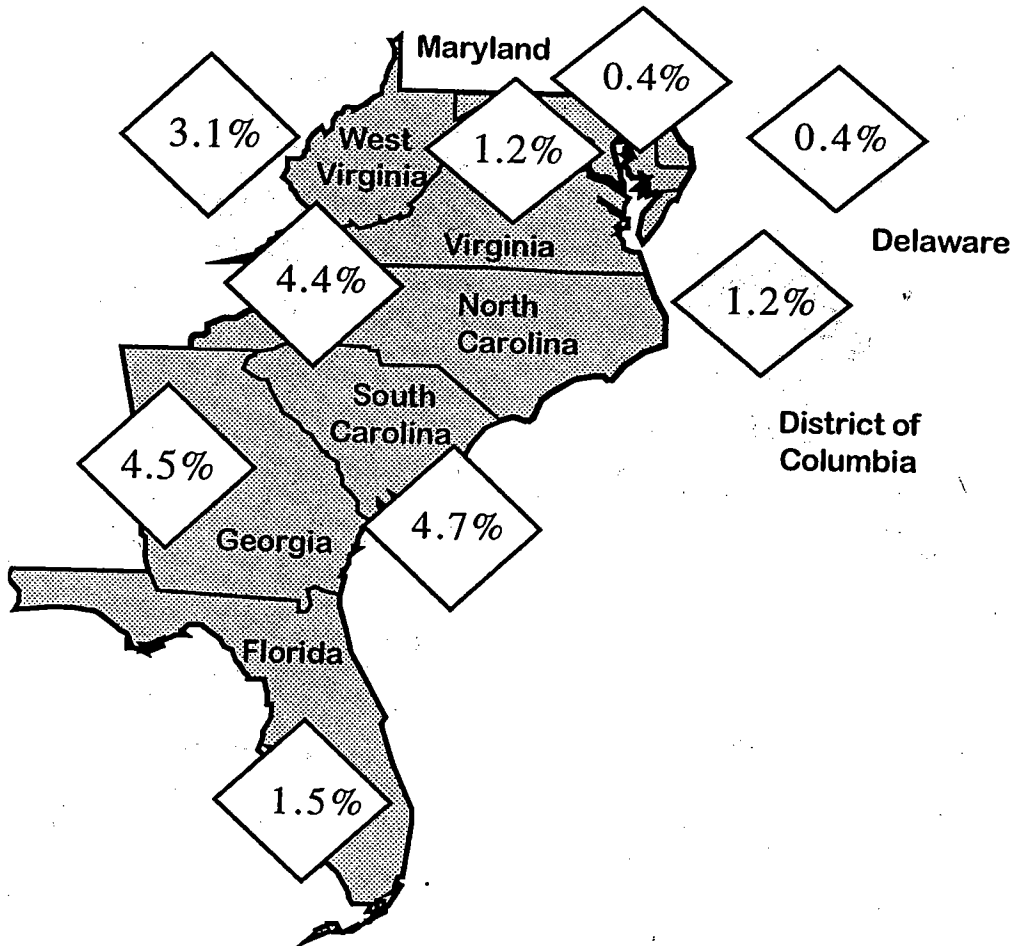 Maryland
0.4%
3.1%
West
Virginia
1.2%
0.4%
Delaware
Virginia
4.4%
North
Carolina
1.2%
South
Carolina
District of
Columbia
4.5%
4.7%
Georgia
Florida
1.5%